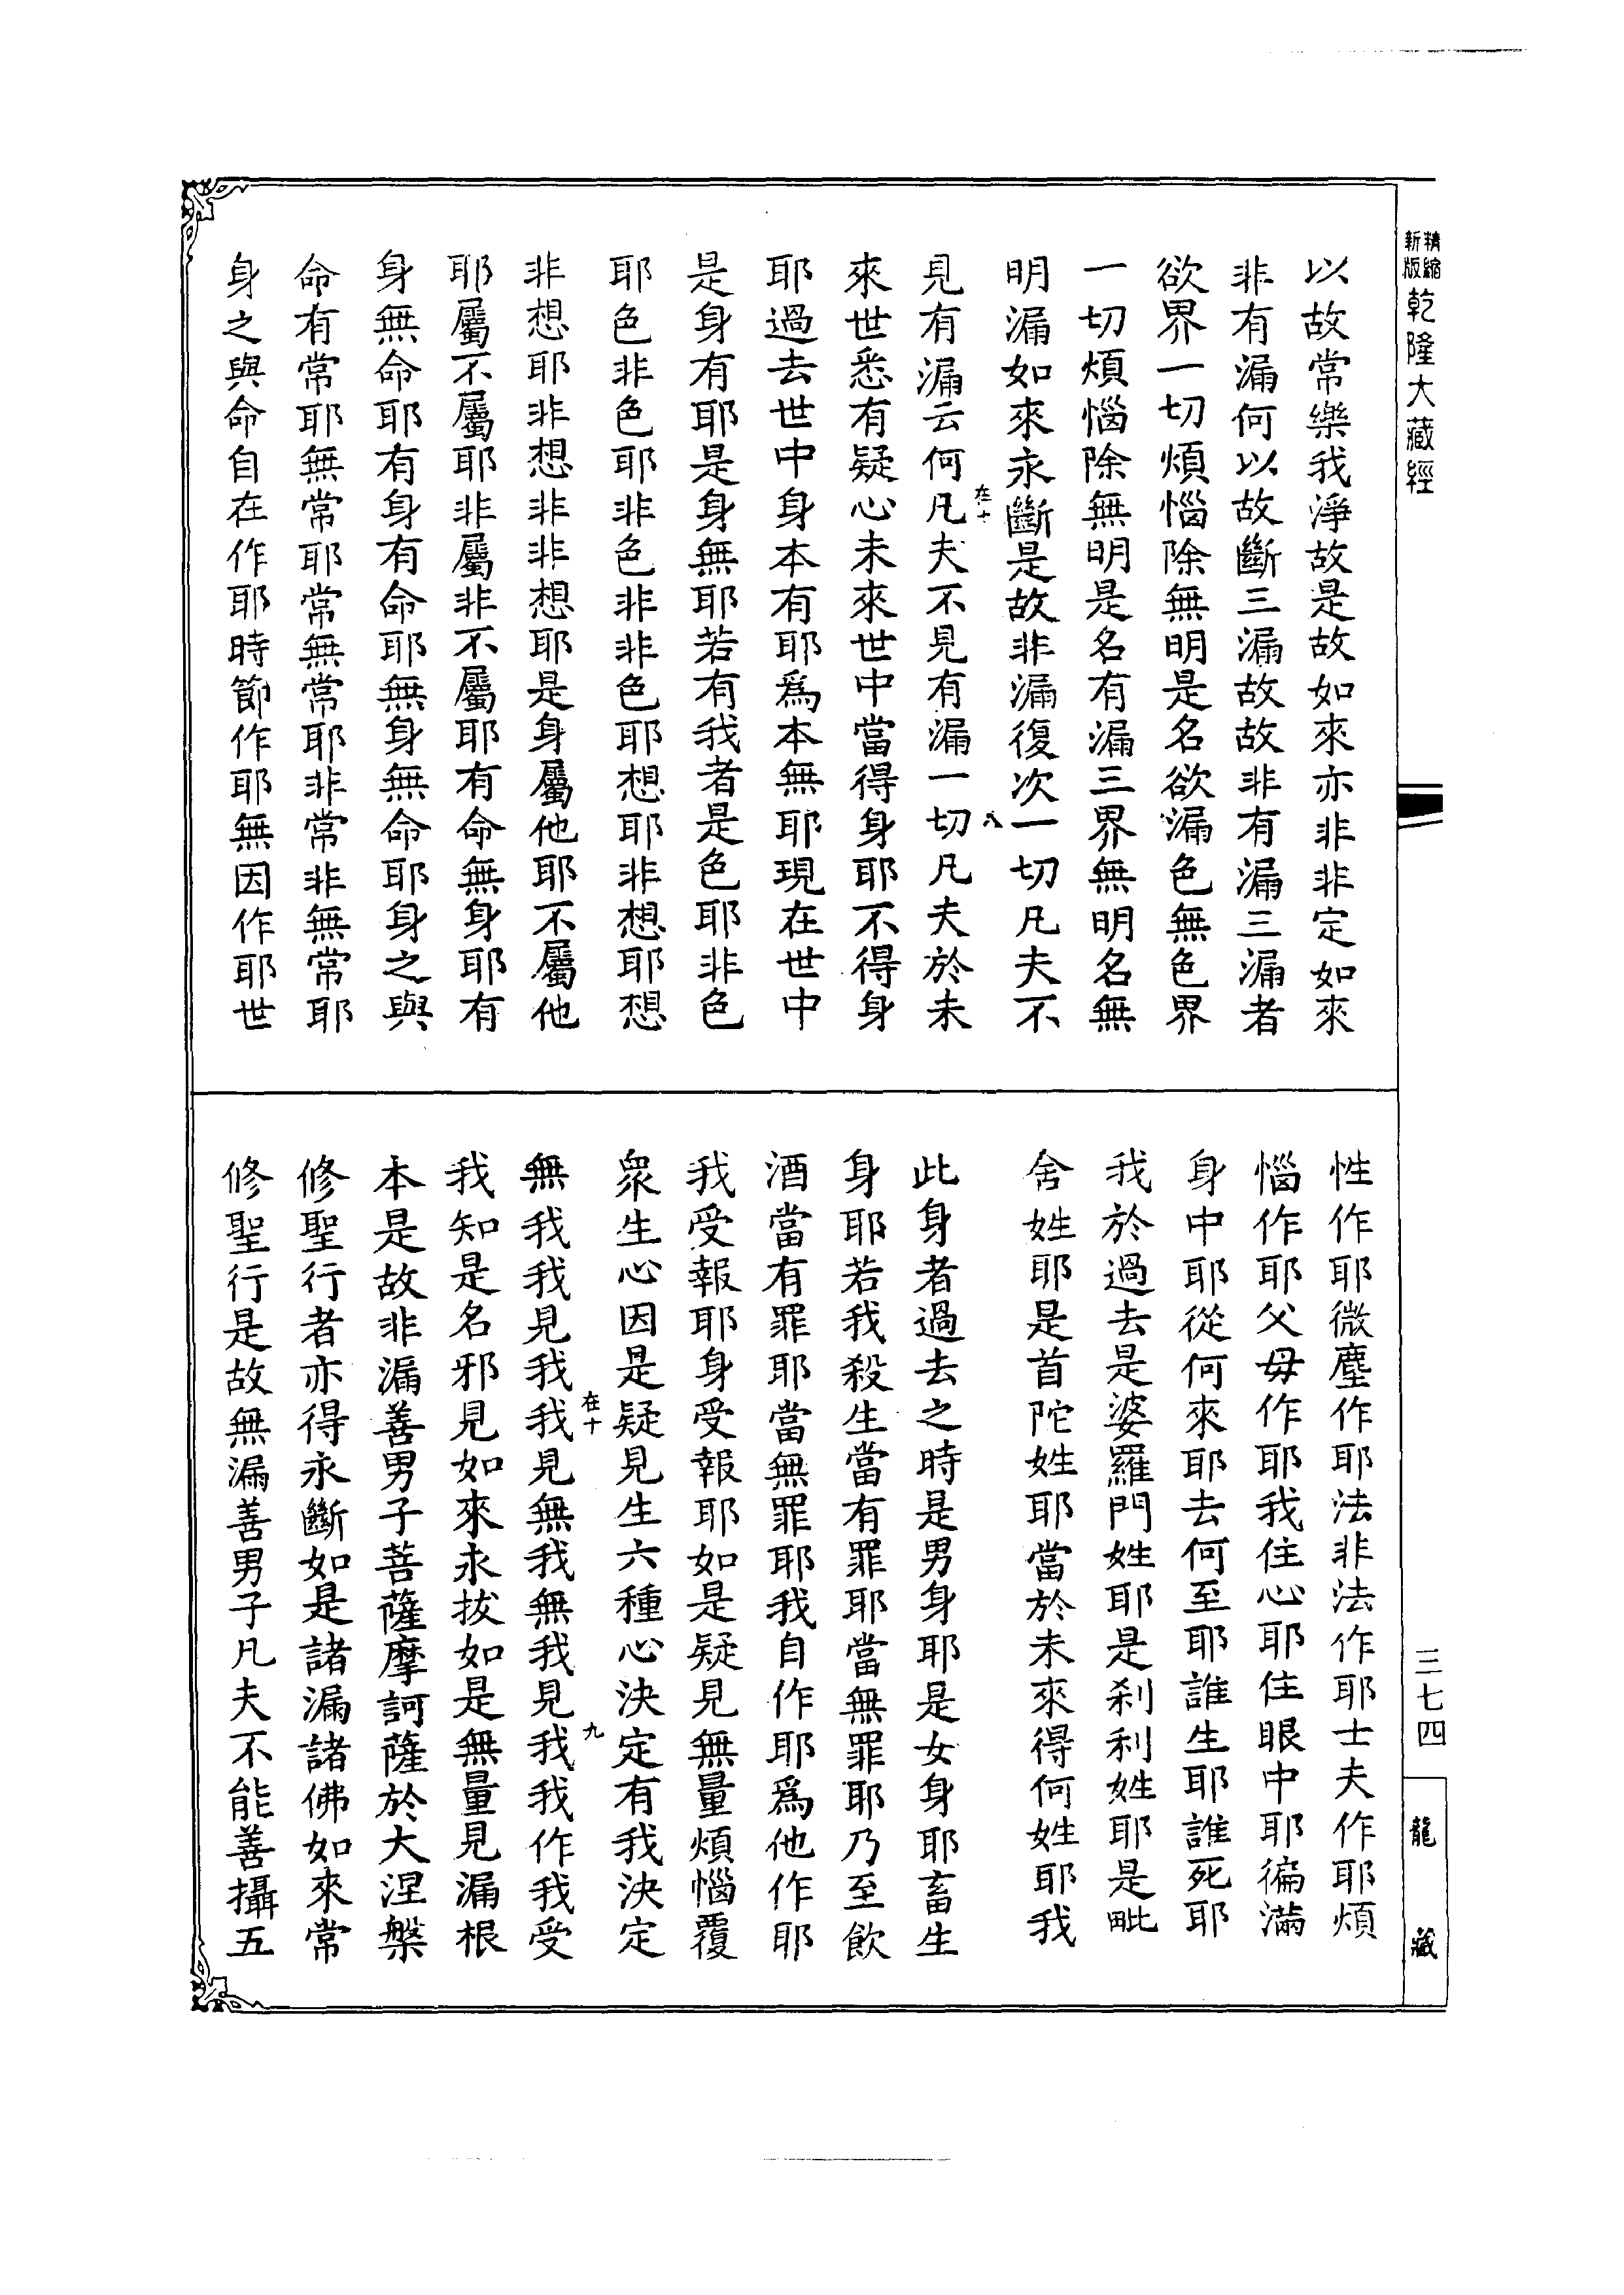 精縮
新版
乾隆大藏經
以故常樂我淨故是故如來亦非非定如來
非有漏何以故斷三漏故故非有漏三漏者
欲界一切煩惱除無明是名欲漏色無色界
一切煩惱除無明是名有漏三界無明名無
明漏如來永斷是故非漏復次一切凡夫不
在十
八
見有漏云何凡夫不見有漏一切凡夫於未
來世悉有疑心未來世中當得身耶不得身
耶過去世中身本有耶為本無耶現在世中
是身有耶是身無耶若有我者是色耶非色
耶色非色耶非色非非色耶想耶非想耶想
非想耶非想非非想耶是身屬他耶不屬他
耶屬不屬耶非屬非不屬耶有命無身耶有
身無命耶有身有命耶無身無命耶身之與
命有常耶無常耶常無常耶非常非無常耶
身之與命自在作耶時節作耶無因作耶世
性作耶微塵作耶法非法作耶士夫作耶煩
惱作耶父母作耶我住心耶住眼中耶徧滿
身中耶從何來耶去何至耶誰生耶誰死耶
我於過去是婆羅門姓耶是剎利姓耶是毗
舍姓耶是首陀姓耶當於未來得何姓耶我
此身者過去之時是男身耶是女身耶畜生
身耶若我殺生當有罪耶當無罪耶乃至飲
酒當有罪耶當無罪耶我自作耶為他作耶
我受報耶身受報耶如是疑見無量煩惱覆
眾生心因是疑見生六種心決定有我決定
在十
九
無我我見我我見無我無我見我我作我受
我知是名邪見如來永拔如是無量見漏根
本是故非漏善男子菩薩摩訶薩於大涅槃
修聖行者亦得永斷如是諸漏諸佛如來常
修聖行是故無漏善男子凡夫不能善攝五
三七四
龍藏